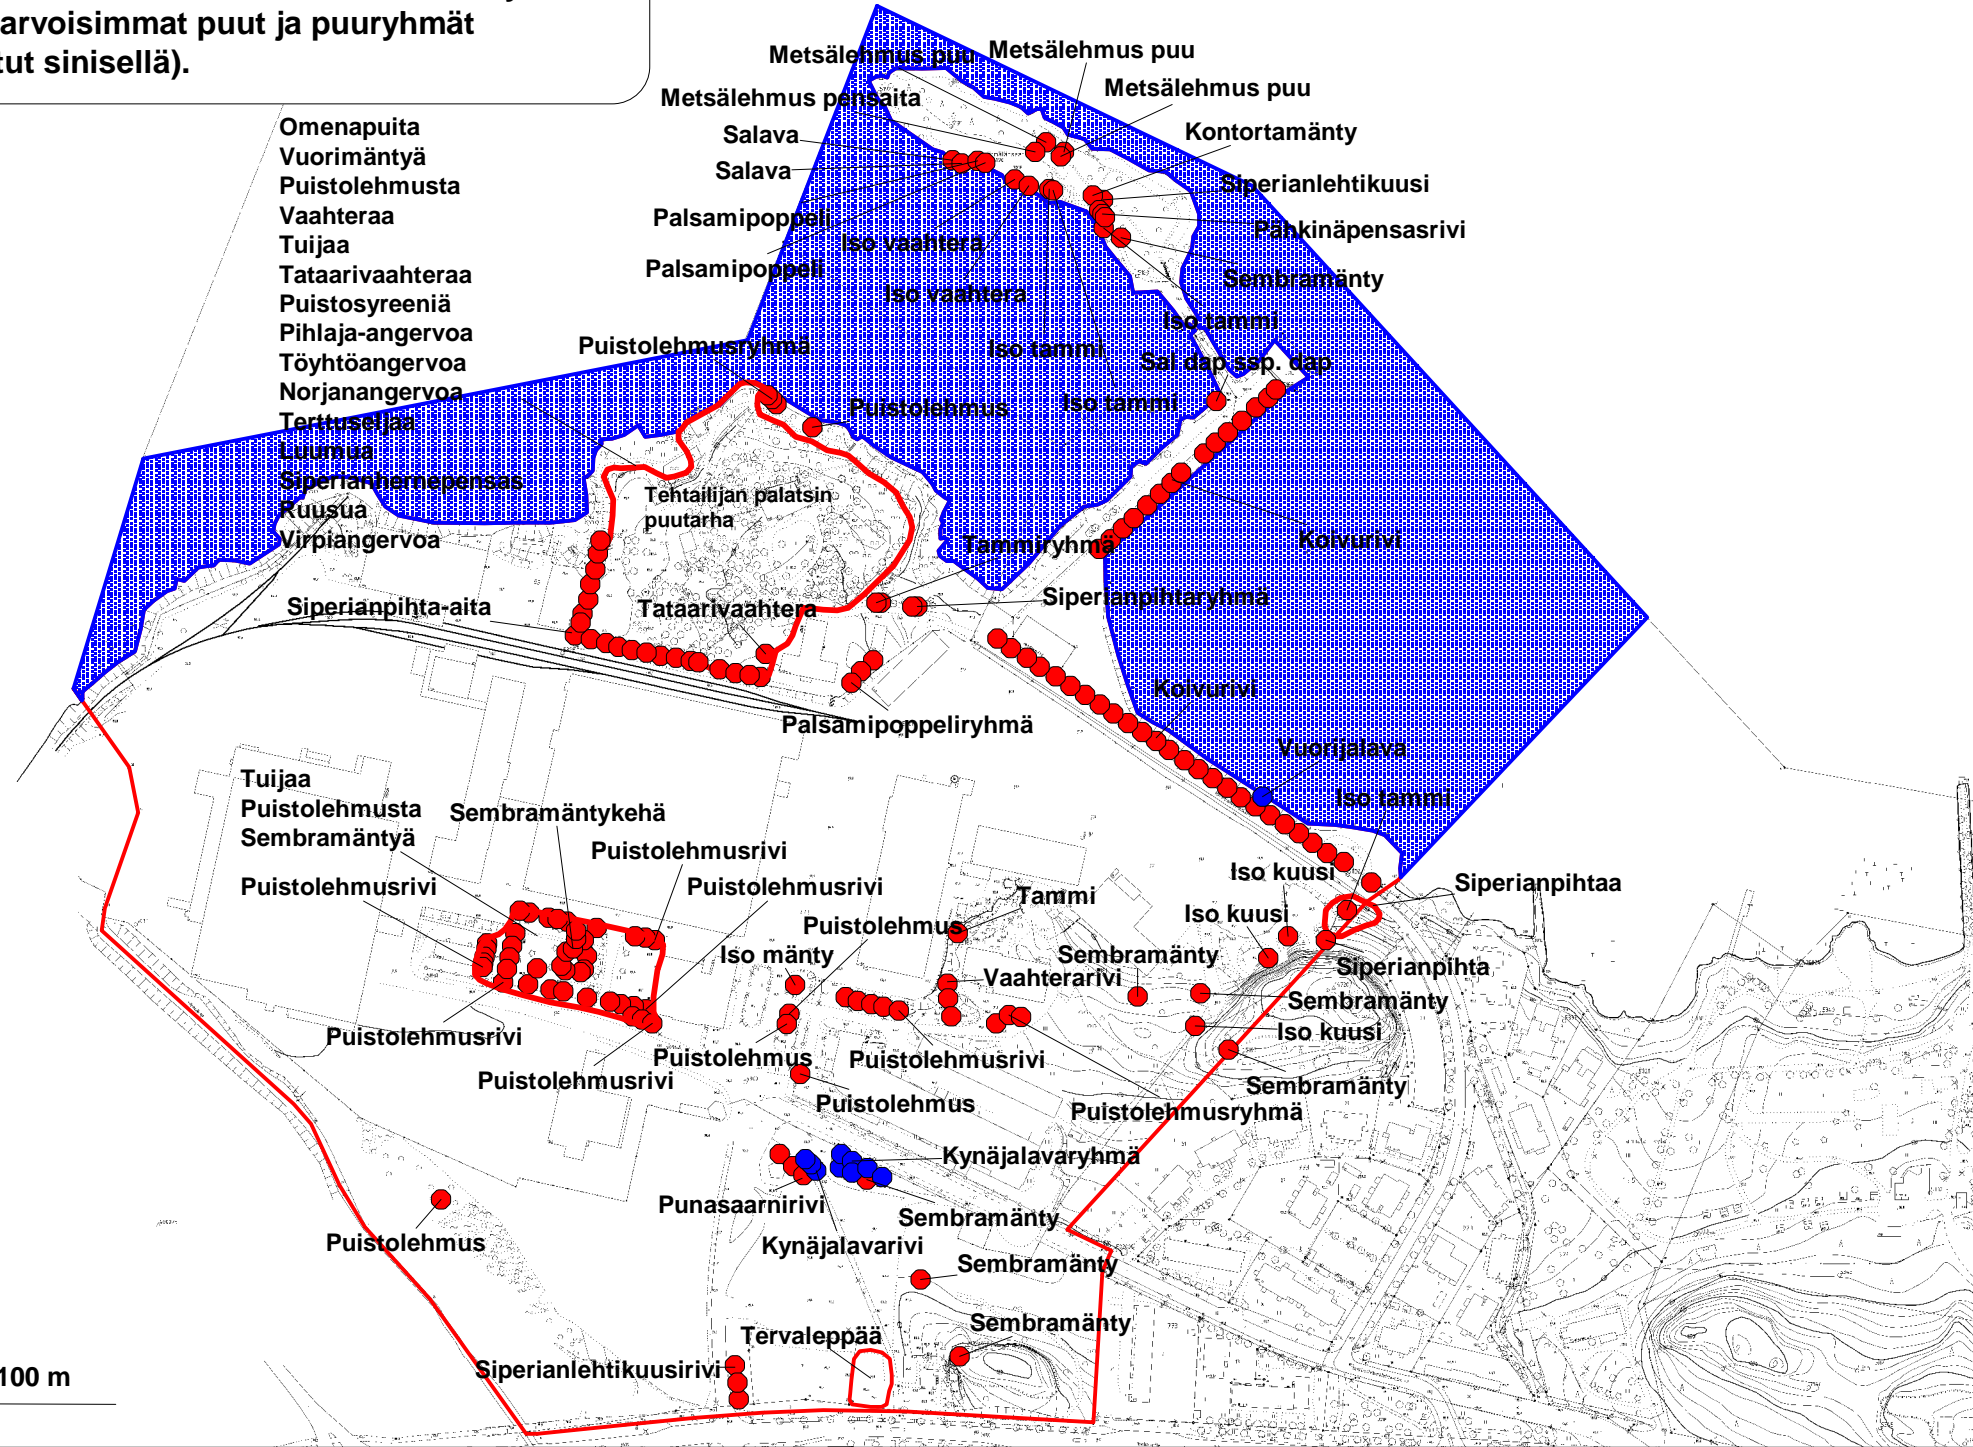 arvoisimmat puut ja puuryhmät
tut sinisellä).
Omenapuita
Vuorimäntyä
Puistolehmusta
Vaahteraa
Tuijaa
Tataarivaahteraa
Puistosyreeniä
Pihlaja-angervoa
Töyhtöangervoa
Norjanangervoa
Terttuseljaa
Luumua
Siperianhernepensas
Ruusua
Virpiangervoa
Metsälehmus puu
Metsälehmus puu
Metsälehmus pensaita
Metsälehmus puu
Salava
Kontortamänty
Salava
Siperianlehtikuusi
Palsamipoppeli
Pähkinäpensasrivi
Iso vaahtera
Palsamipoppeli
Sembramänty
Iso vaahtera
Iso tammi
Puistolehmusryhmä
Iso tammi
Sal dap ssp. dap
Puistolehmus
Iso tammi
Tehtailijan palatsin
puutarha
Koivurivi
Tammiryhmä
Siperianpihta-aita
Tataarivaahtera
Siperianpihtaryhmä
Koivurivi
Palsamipoppeliryhmä
Vuorijalava
Iso tammi
Tuijaa
Puistolehmusta
Sembramäntyä
Sembramäntykehä
Puistolehmusrivi
Puistolehmusrivi
Puistolehmusrivi
Iso kuusi
Siperianpihtaa
Tammi
Iso kuusi
Puistolehmus
Iso mänty
Sembramänty
Vaahterarivi
Siperianpihta
Sembramänty
Iso kuusi
Puistolehmusrivi
Puistolehmus
Puistolehmusrivi
Puistolehmusrivi
Sembramänty
Puistolehmus
Puistolehmusryhmä
Kynäjalavaryhmä
Punasaarnirivi
Sembramänty
Puistolehmus
Kynäjalavarivi
Sembramänty
Sembramänty
Tervaleppää
Siperianlehtikuusirivi
100 m